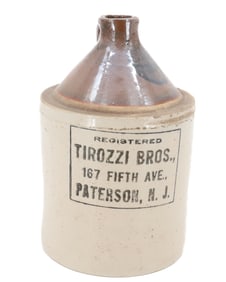 REGISTERED
TIROZZI BROS.,
167 FIFTH AVE.
PATERSON, N. J.